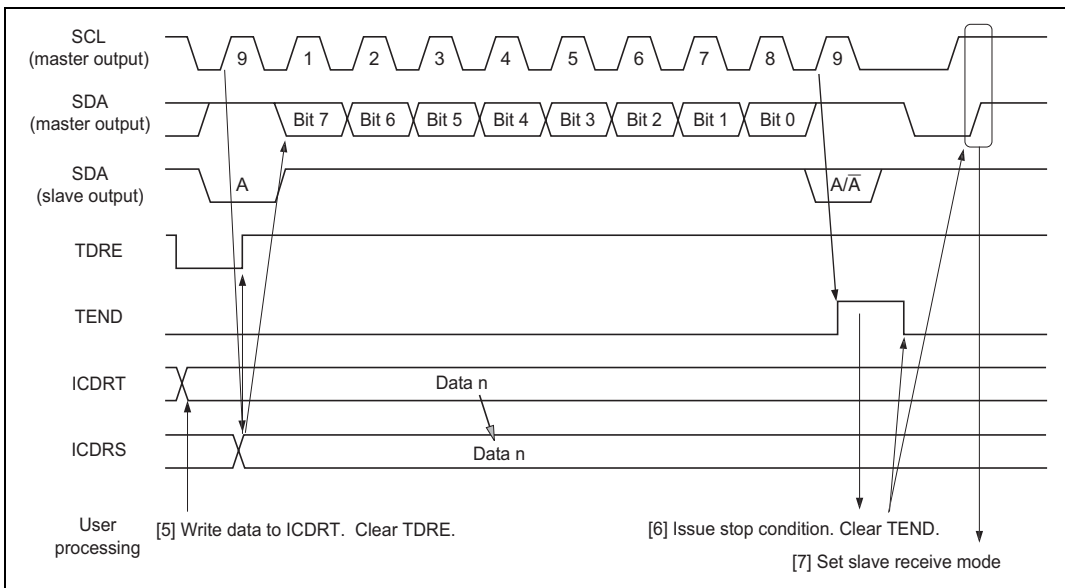 SCL
(master output)
9 1 2 3 4 5 6 7 8 9
SDA
(master output)
Bit 7 Bit 6 Bit 5 Bit 4 Bit 3 Bit 2 Bit 1 Bit 0
SDA
(slave output)
A A/A̅
TDRE
TEND
ICDRT
Data n
ICDRS
Data n
User
processing
[5] Write data to ICDRT. Clear TDRE.
[6] Issue stop condition. Clear TEND.
[7] Set slave receive mode